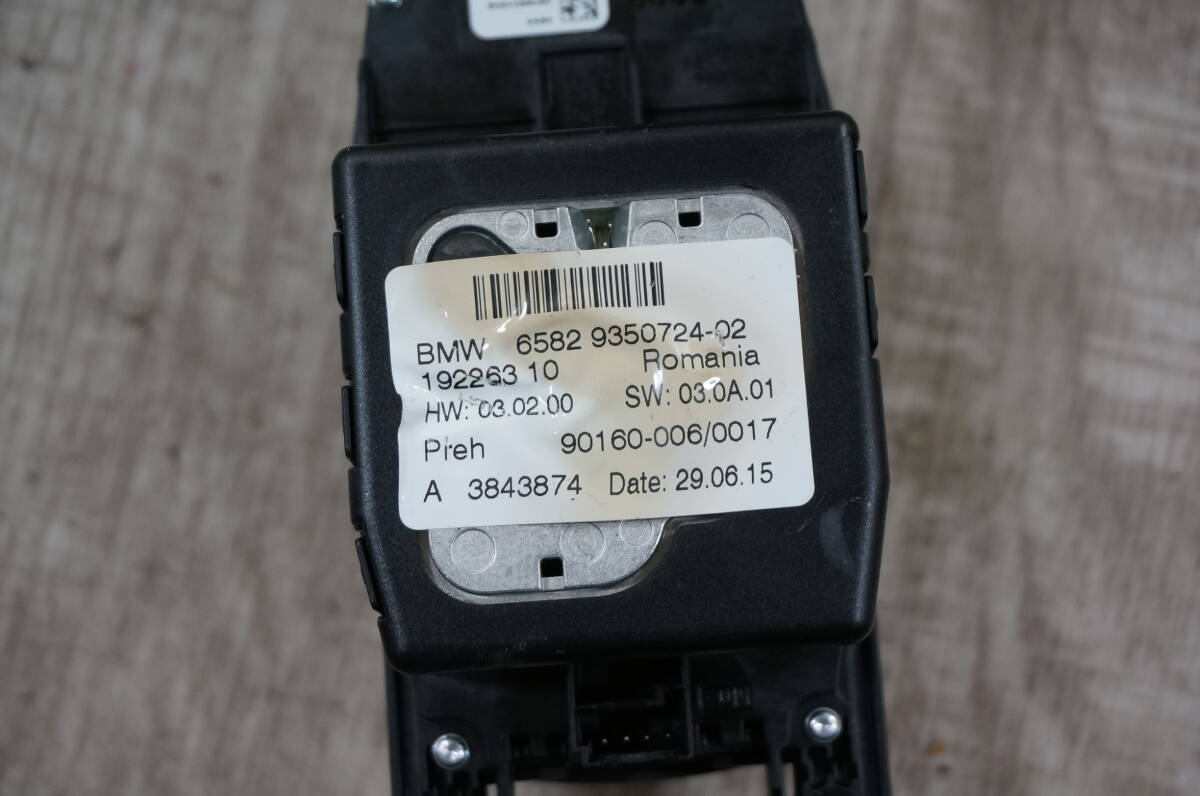 BMW 6582 9350724-02
192263 10 Romania
HW: 03.02.00 SW: 03.0A.01
Preh 90160-006/0017
A 3843874 Date: 29.06.15